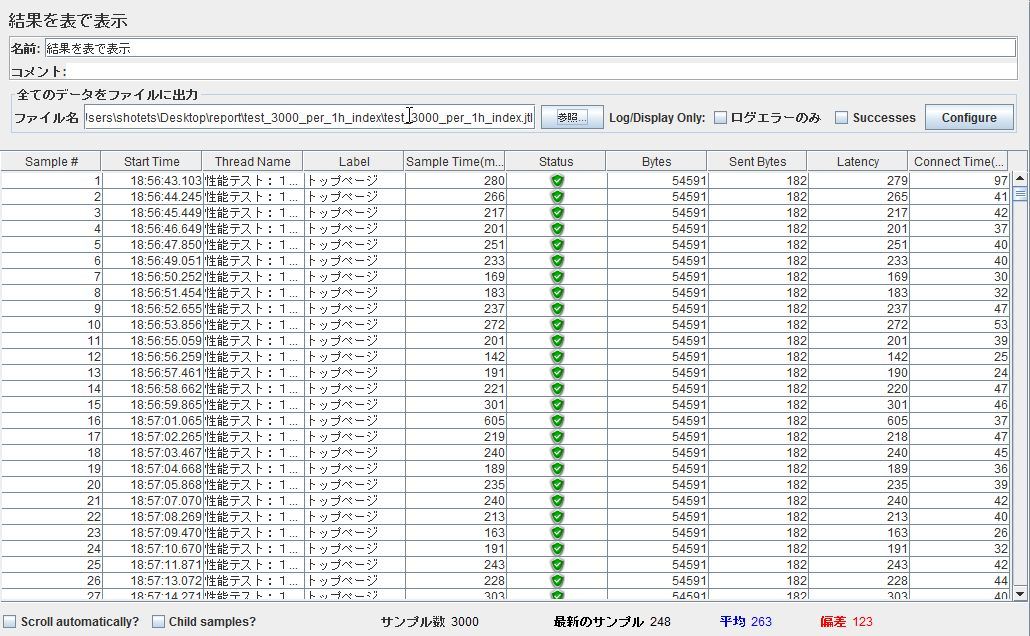 結果を表で表示
名前: 結果を表で表示
コメント:
全てのデータをファイルに出力
ファイル名 Jsers\shotets\Desktop\report\test_3000_per_1h_index\test_3000_per_1h_index.jtl 参照... Log/Display Only: ログエラーのみ Successes Configure
Sample # Start Time Thread Name Label Sample Time(m... Status Bytes Sent Bytes Latency Connect Time(...
1 18:56:43.103 性能テスト: 1 ... トップページ 280 54591 182 279 97
2 18:56:44.245 性能テスト: 1 ... トップページ 266 54591 182 265 41
3 18:56:45.449 性能テスト: 1 ... トップページ 217 54591 182 217 42
4 18:56:46.649 性能テスト: 1 ... トップページ 201 54591 182 201 37
5 18:56:47.850 性能テスト: 1 ... トップページ 251 54591 182 251 40
6 18:56:49.051 性能テスト: 1 ... トップページ 233 54591 182 233 40
7 18:56:50.252 性能テスト: 1 ... トップページ 169 54591 182 169 30
8 18:56:51.454 性能テスト: 1 ... トップページ 183 54591 182 183 32
9 18:56:52.655 性能テスト: 1 ... トップページ 237 54591 182 237 47
10 18:56:53.856 性能テスト: 1 ... トップページ 272 54591 182 272 53
11 18:56:55.059 性能テスト: 1 ... トップページ 201 54591 182 201 39
12 18:56:56.259 性能テスト: 1 ... トップページ 142 54591 182 142 25
13 18:56:57.461 性能テスト: 1 ... トップページ 191 54591 182 190 24
14 18:56:58.662 性能テスト: 1 ... トップページ 221 54591 182 220 47
15 18:56:59.865 性能テスト: 1 ... トップページ 301 54591 182 301 46
16 18:57:01.065 性能テスト: 1 ... トップページ 605 54591 182 605 37
17 18:57:02.265 性能テスト: 1 ... トップページ 219 54591 182 218 47
18 18:57:03.467 性能テスト: 1 ... トップページ 240 54591 182 240 45
19 18:57:04.668 性能テスト: 1 ... トップページ 189 54591 182 189 36
20 18:57:05.868 性能テスト: 1 ... トップページ 235 54591 182 235 39
21 18:57:07.070 性能テスト: 1 ... トップページ 240 54591 182 240 42
22 18:57:08.269 性能テスト: 1 ... トップページ 213 54591 182 213 40
23 18:57:09.470 性能テスト: 1 ... トップページ 163 54591 182 163 26
24 18:57:10.670 性能テスト: 1 ... トップページ 191 54591 182 191 32
25 18:57:11.871 性能テスト: 1 ... トップページ 243 54591 182 243 42
26 18:57:13.072 性能テスト: 1 ... トップページ 228 54591 182 228 44
27 18:57:14.271 性能テスト: 1 ... トップページ 303 54591 182 303 40
Scroll automatically? Child samples? サンプル数 3000 最新のサンプル 248 平均 263 偏差 123